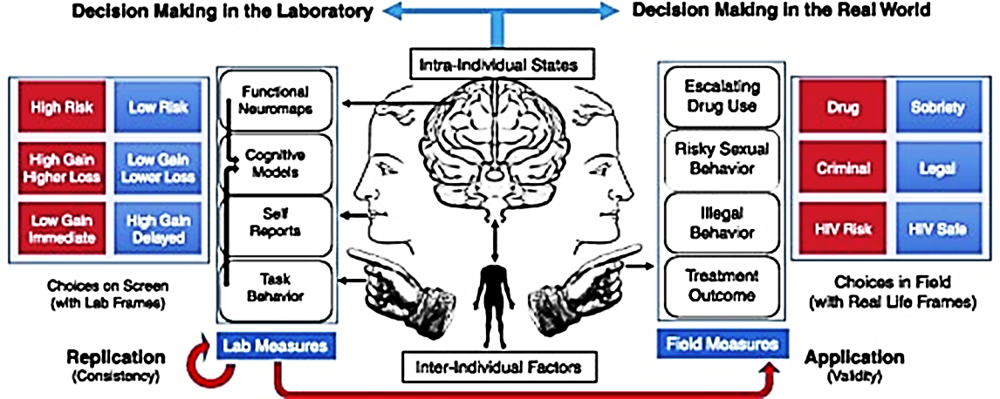 Decision Making in the Laboratory
Decision Making in the Real World
Intra-Individual States
High Risk
Low Risk
High Gain
Higher Loss
Low Gain
Lower Loss
Low Gain
Immediate
High Gain
Delayed
Choices on Screen
(with Lab Frames)
Functional
Neuromaps
Cognitive
Models
Self
Reports
Task
Behavior
Lab Measures
Replication
(Consistency)
Inter-Individual Factors
Escalating
Drug Use
Risky Sexual
Behavior
Illegal
Behavior
Treatment
Outcome
Field Measures
Drug
Sobriety
Criminal
Legal
HIV Risk
HIV Safe
Choices in Field
(with Real Life Frames)
Application
(Validity)